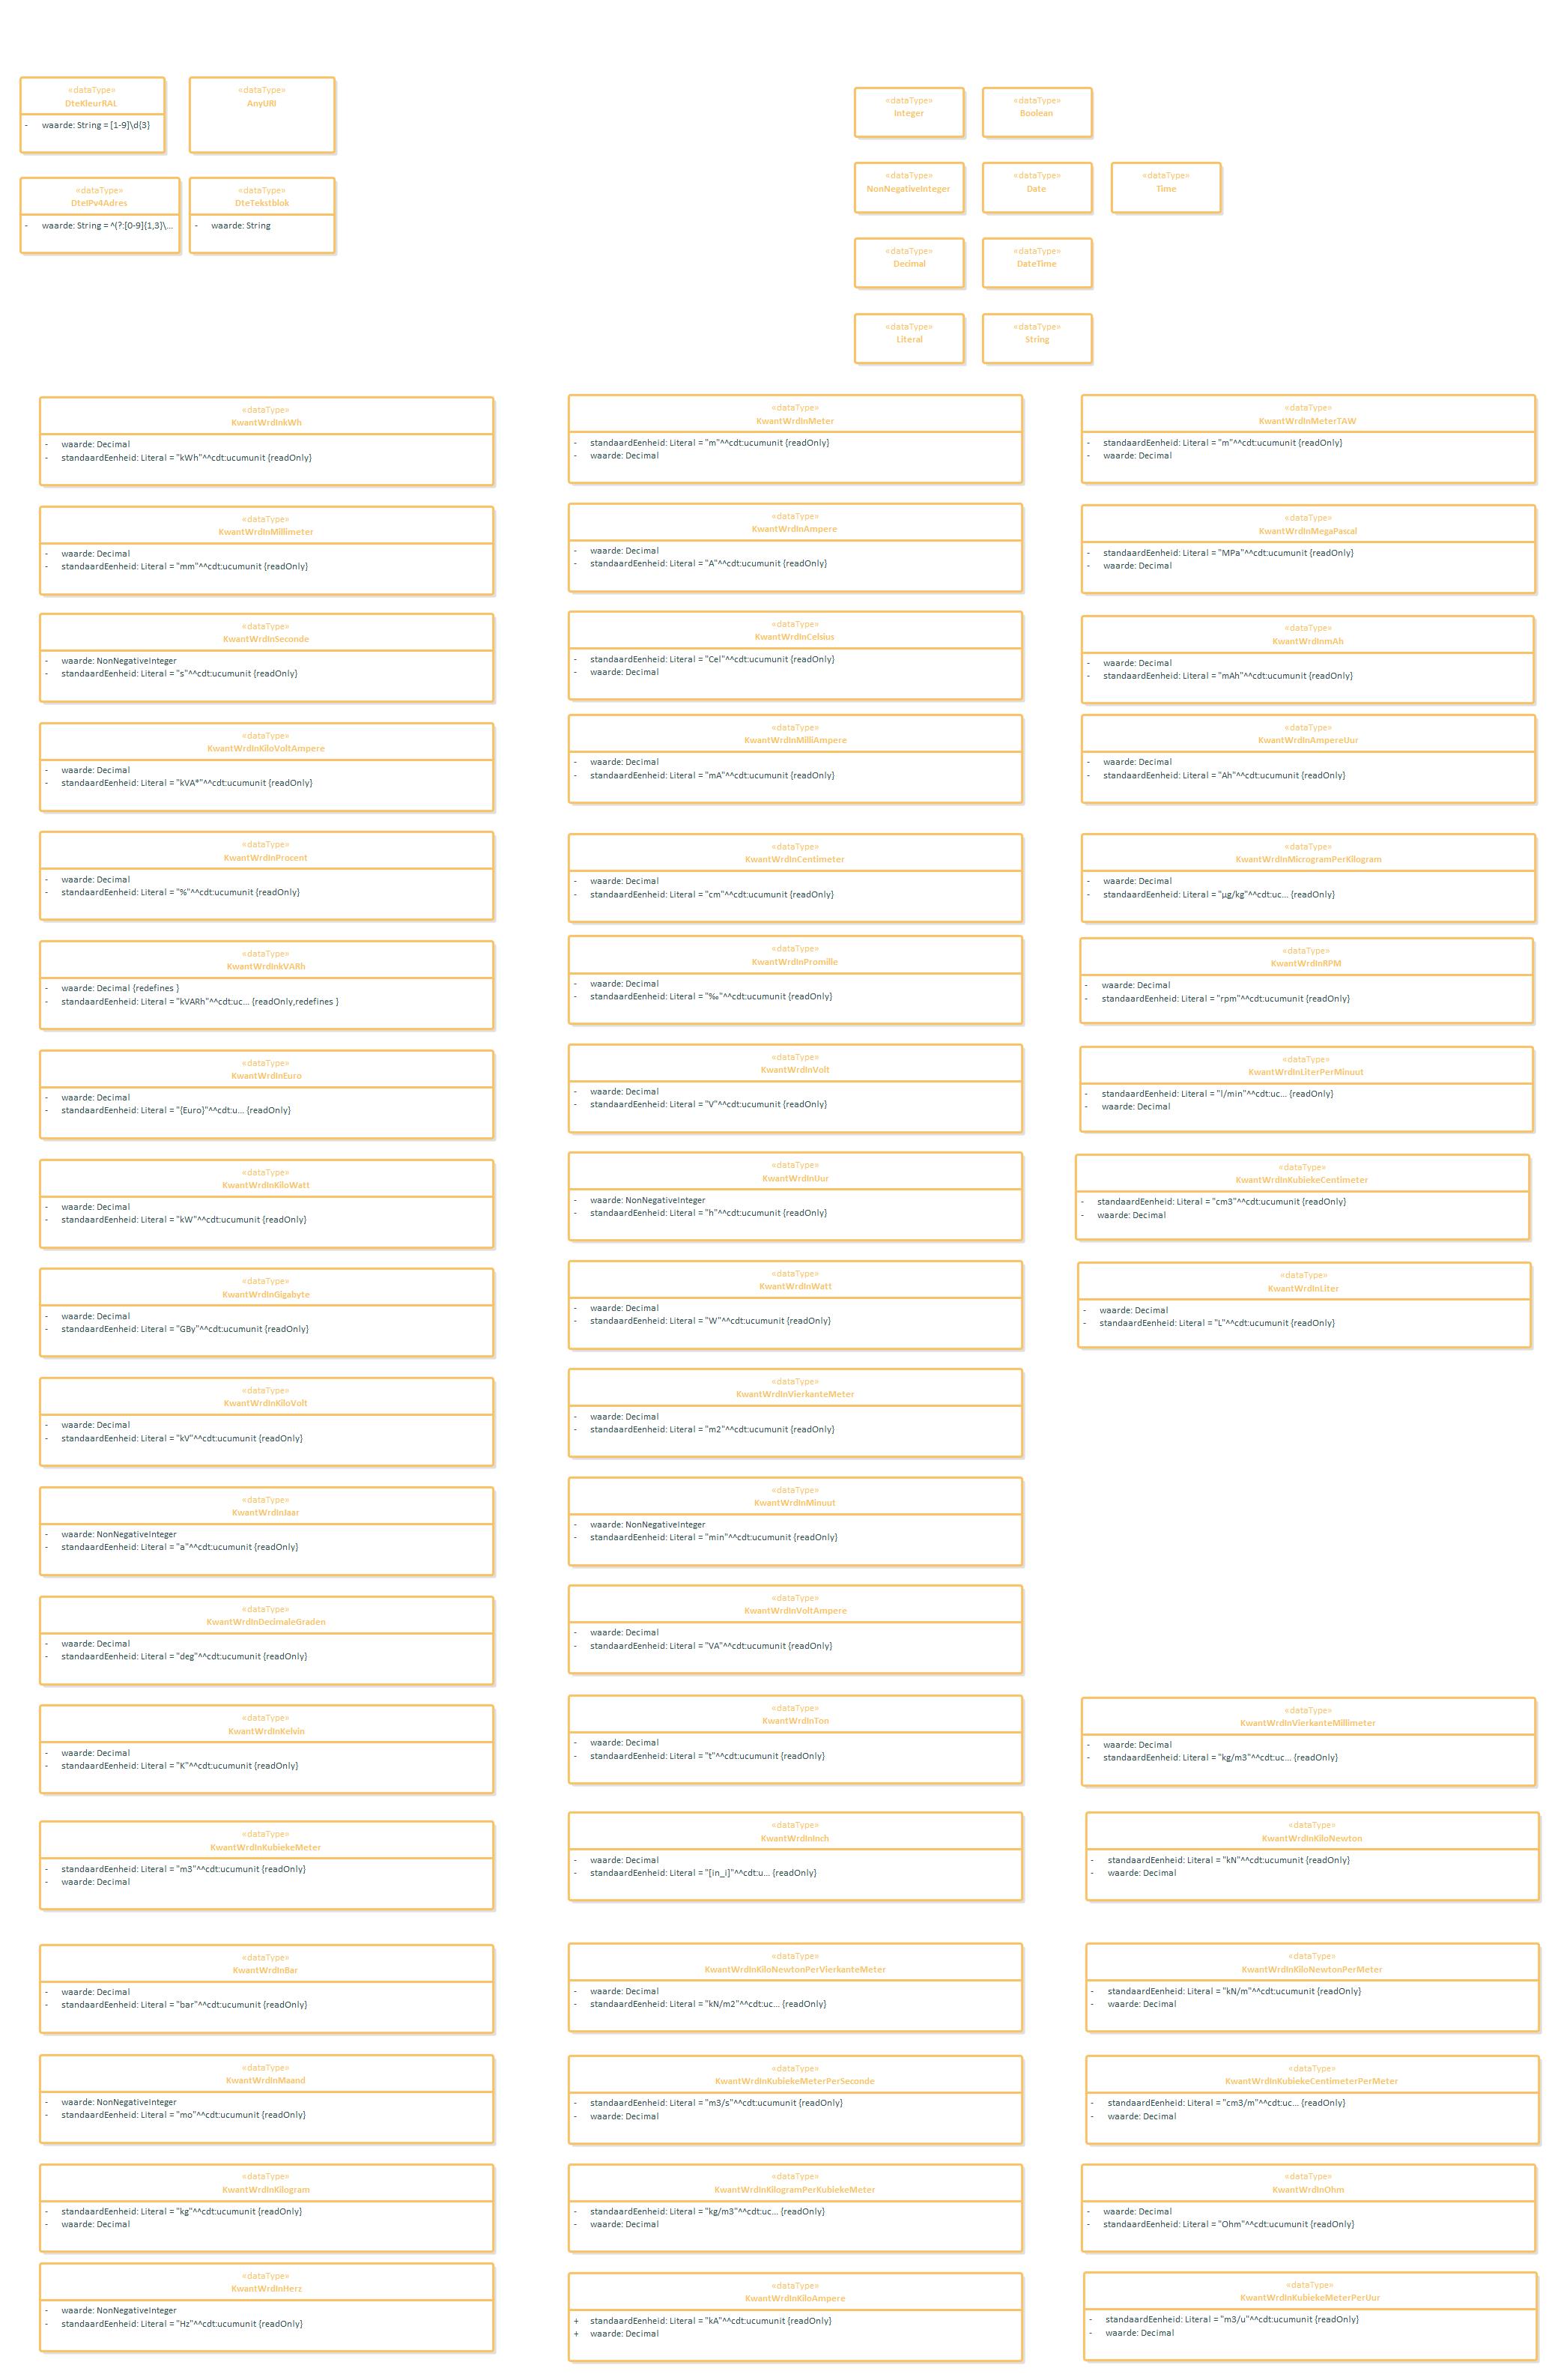 «dataType»
DteKleurRAL
- waarde: String = [1-9]\d{3}
«dataType»
AnyURI
«dataType»
DteIPv4Adres
- waarde: String = ^(?:[0-9]{1,3}\...
«dataType»
DteTekstblok
- waarde: String
«dataType»
Integer
«dataType»
Boolean
«dataType»
NonNegativeInteger
«dataType»
Date
«dataType»
Time
«dataType»
Decimal
«dataType»
DateTime
«dataType»
Literal
«dataType»
String
«dataType»
KwantWrdInkWh
- waarde: Decimal
- standaardEenheid: Literal = "kWh"^^cdt:ucumunit {readOnly}
«dataType»
KwantWrdInMeter
- standaardEenheid: Literal = "m"^^cdt:ucumunit {readOnly}
- waarde: Decimal
«dataType»
KwantWrdInMeterTAW
- standaardEenheid: Literal = "m"^^cdt:ucumunit {readOnly}
- waarde: Decimal
«dataType»
KwantWrdInMillimeter
- waarde: Decimal
- standaardEenheid: Literal = "mm"^^cdt:ucumunit {readOnly}
«dataType»
KwantWrdInAmpere
- waarde: Decimal
- standaardEenheid: Literal = "A"^^cdt:ucumunit {readOnly}
«dataType»
KwantWrdInMegaPascal
- standaardEenheid: Literal = "MPa"^^cdt:ucumunit {readOnly}
- waarde: Decimal
«dataType»
KwantWrdInSeconde
- waarde: NonNegativeInteger
- standaardEenheid: Literal = "s"^^cdt:ucumunit {readOnly}
«dataType»
KwantWrdInCelsius
- standaardEenheid: Literal = "Cel"^^cdt:ucumunit {readOnly}
- waarde: Decimal
«dataType»
KwantWrdInmAh
- waarde: Decimal
- standaardEenheid: Literal = "mAh"^^cdt:ucumunit {readOnly}
«dataType»
KwantWrdInKiloVoltAmpere
- waarde: Decimal
- standaardEenheid: Literal = "kVA*"^^cdt:ucumunit {readOnly}
«dataType»
KwantWrdInMilliAmpere
- waarde: Decimal
- standaardEenheid: Literal = "mA"^^cdt:ucumunit {readOnly}
«dataType»
KwantWrdInAmpereUur
- waarde: Decimal
- standaardEenheid: Literal = "Ah"^^cdt:ucumunit {readOnly}
«dataType»
KwantWrdInProcent
- waarde: Decimal
- standaardEenheid: Literal = "%"^^cdt:ucumunit {readOnly}
«dataType»
KwantWrdInCentimeter
- waarde: Decimal
- standaardEenheid: Literal = "cm"^^cdt:ucumunit {readOnly}
«dataType»
KwantWrdInMicrogramPerKilogram
- waarde: Decimal
- standaardEenheid: Literal = "µg/kg"^^cdt:uc... {readOnly}
«dataType»
KwantWrdInkVARh
- waarde: Decimal {redefines }
- standaardEenheid: Literal = "kVARh"^^cdt:uc... {readOnly,redefines }
«dataType»
KwantWrdInPromille
- waarde: Decimal
- standaardEenheid: Literal = "‰"^^cdt:ucumunit {readOnly}
«dataType»
KwantWrdInRPM
- waarde: Decimal
- standaardEenheid: Literal = "rpm"^^cdt:ucumunit {readOnly}
«dataType»
KwantWrdInEuro
- waarde: Decimal
- standaardEenheid: Literal = "{Euro}"^^cdt:u... {readOnly}
«dataType»
KwantWrdInVolt
- waarde: Decimal
- standaardEenheid: Literal = "V"^^cdt:ucumunit {readOnly}
«dataType»
KwantWrdInLiterPerMinuut
- standaardEenheid: Literal = "l/min"^^cdt:uc... {readOnly}
- waarde: Decimal
«dataType»
KwantWrdInKiloWatt
- waarde: Decimal
- standaardEenheid: Literal = "kW"^^cdt:ucumunit {readOnly}
«dataType»
KwantWrdInUur
- waarde: NonNegativeInteger
- standaardEenheid: Literal = "h"^^cdt:ucumunit {readOnly}
«dataType»
KwantWrdInKubiekeCentimeter
- standaardEenheid: Literal = "cm3"^^cdt:ucumunit {readOnly}
- waarde: Decimal
«dataType»
KwantWrdInGigabyte
- waarde: Decimal
- standaardEenheid: Literal = "GBy"^^cdt:ucumunit {readOnly}
«dataType»
KwantWrdInWatt
- waarde: Decimal
- standaardEenheid: Literal = "W"^^cdt:ucumunit {readOnly}
«dataType»
KwantWrdInLiter
- waarde: Decimal
- standaardEenheid: Literal = "L"^^cdt:ucumunit {readOnly}
«dataType»
KwantWrdInKiloVolt
- waarde: Decimal
- standaardEenheid: Literal = "kV"^^cdt:ucumunit {readOnly}
«dataType»
KwantWrdInVierkanteMeter
- waarde: Decimal
- standaardEenheid: Literal = "m2"^^cdt:ucumunit {readOnly}
«dataType»
KwantWrdInJaar
- waarde: NonNegativeInteger
- standaardEenheid: Literal = "a"^^cdt:ucumunit {readOnly}
«dataType»
KwantWrdInMinuut
- waarde: NonNegativeInteger
- standaardEenheid: Literal = "min"^^cdt:ucumunit {readOnly}
«dataType»
KwantWrdInDecimaleGraden
- waarde: Decimal
- standaardEenheid: Literal = "deg"^^cdt:ucumunit {readOnly}
«dataType»
KwantWrdInVoltAmpere
- waarde: Decimal
- standaardEenheid: Literal = "VA"^^cdt:ucumunit {readOnly}
«dataType»
KwantWrdInKelvin
- waarde: Decimal
- standaardEenheid: Literal = "K"^^cdt:ucumunit {readOnly}
«dataType»
KwantWrdInTon
- waarde: Decimal
- standaardEenheid: Literal = "t"^^cdt:ucumunit {readOnly}
«dataType»
KwantWrdInVierkanteMillimeter
- waarde: Decimal
- standaardEenheid: Literal = "kg/m3"^^cdt:uc... {readOnly}
«dataType»
KwantWrdInKubiekeMeter
- standaardEenheid: Literal = "m3"^^cdt:ucumunit {readOnly}
- waarde: Decimal
«dataType»
KwantWrdInInch
- waarde: Decimal
- standaardEenheid: Literal = "[in_i]"^^cdt:u... {readOnly}
«dataType»
KwantWrdInKiloNewton
- standaardEenheid: Literal = "kN"^^cdt:ucumunit {readOnly}
- waarde: Decimal
«dataType»
KwantWrdInBar
- waarde: Decimal
- standaardEenheid: Literal = "bar"^^cdt:ucumunit {readOnly}
«dataType»
KwantWrdInKiloNewtonPerVierkanteMeter
- waarde: Decimal
- standaardEenheid: Literal = "kN/m2"^^cdt:uc... {readOnly}
«dataType»
KwantWrdInKiloNewtonPerMeter
- standaardEenheid: Literal = "kN/m"^^cdt:ucumunit {readOnly}
- waarde: Decimal
«dataType»
KwantWrdInMaand
- waarde: NonNegativeInteger
- standaardEenheid: Literal = "mo"^^cdt:ucumunit {readOnly}
«dataType»
KwantWrdInKubiekeMeterPerSeconde
- standaardEenheid: Literal = "m3/s"^^cdt:ucumunit {readOnly}
- waarde: Decimal
«dataType»
KwantWrdInKubiekeCentimeterPerMeter
- standaardEenheid: Literal = "cm3/m"^^cdt:uc... {readOnly}
- waarde: Decimal
«dataType»
KwantWrdInKilogram
- standaardEenheid: Literal = "kg"^^cdt:ucumunit {readOnly}
- waarde: Decimal
«dataType»
KwantWrdInKilogramPerKubiekeMeter
- standaardEenheid: Literal = "kg/m3"^^cdt:uc... {readOnly}
- waarde: Decimal
«dataType»
KwantWrdInOhm
- waarde: Decimal
- standaardEenheid: Literal = "Ohm"^^cdt:ucumunit {readOnly}
«dataType»
KwantWrdInHerz
- waarde: NonNegativeInteger
- standaardEenheid: Literal = "Hz"^^cdt:ucumunit {readOnly}
«dataType»
KwantWrdInKiloAmpere
+ standaardEenheid: Literal = "kA"^^cdt:ucumunit {readOnly}
+ waarde: Decimal
«dataType»
KwantWrdInKubiekeMeterPerUur
- standaardEenheid: Literal = "m3/u"^^cdt:ucumunit {readOnly}
- waarde: Decimal